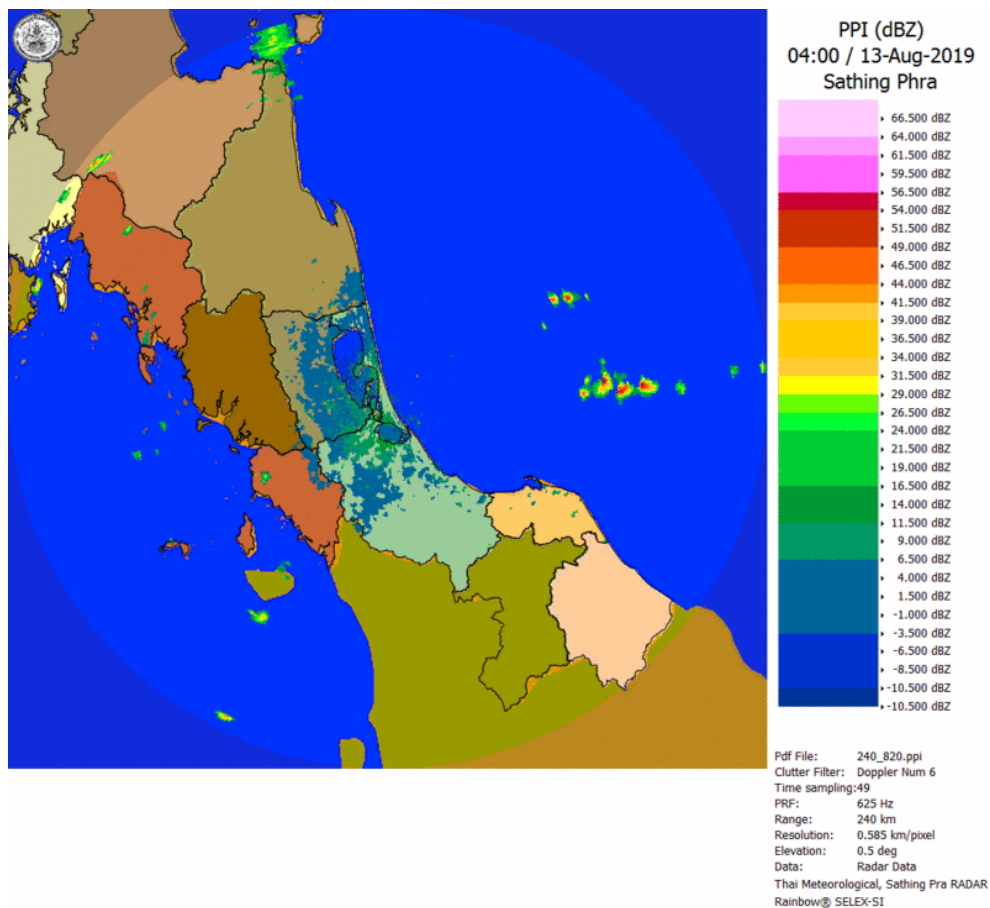 PPI (dBZ)
04:00 / 13-Aug-2019
Sathing Phra
66.500 dBZ
64.000 dBZ
61.500 dBZ
59.500 dBZ
56.500 dBZ
54.000 dBZ
51.500 dBZ
49.000 dBZ
46.500 dBZ
44.000 dBZ
41.500 dBZ
39.000 dBZ
36.500 dBZ
34.000 dBZ
31.500 dBZ
29.000 dBZ
26.500 dBZ
24.000 dBZ
21.500 dBZ
19.000 dBZ
16.500 dBZ
14.000 dBZ
11.500 dBZ
9.000 dBZ
6.500 dBZ
4.000 dBZ
1.500 dBZ
-1.000 dBZ
-3.500 dBZ
-6.500 dBZ
-8.500 dBZ
-10.500 dBZ
-10.500 dBZ
Pdf File: 240_820.ppi
Clutter Filter: Doppler Num 6
Time sampling:49
PRF: 625 Hz
Range: 240 km
Resolution: 0.585 km/pixel
Elevation: 0.5 deg
Data: Radar Data
Thai Meteorological, Sathing Pra RADAR
Rainbow® SELEX-SI